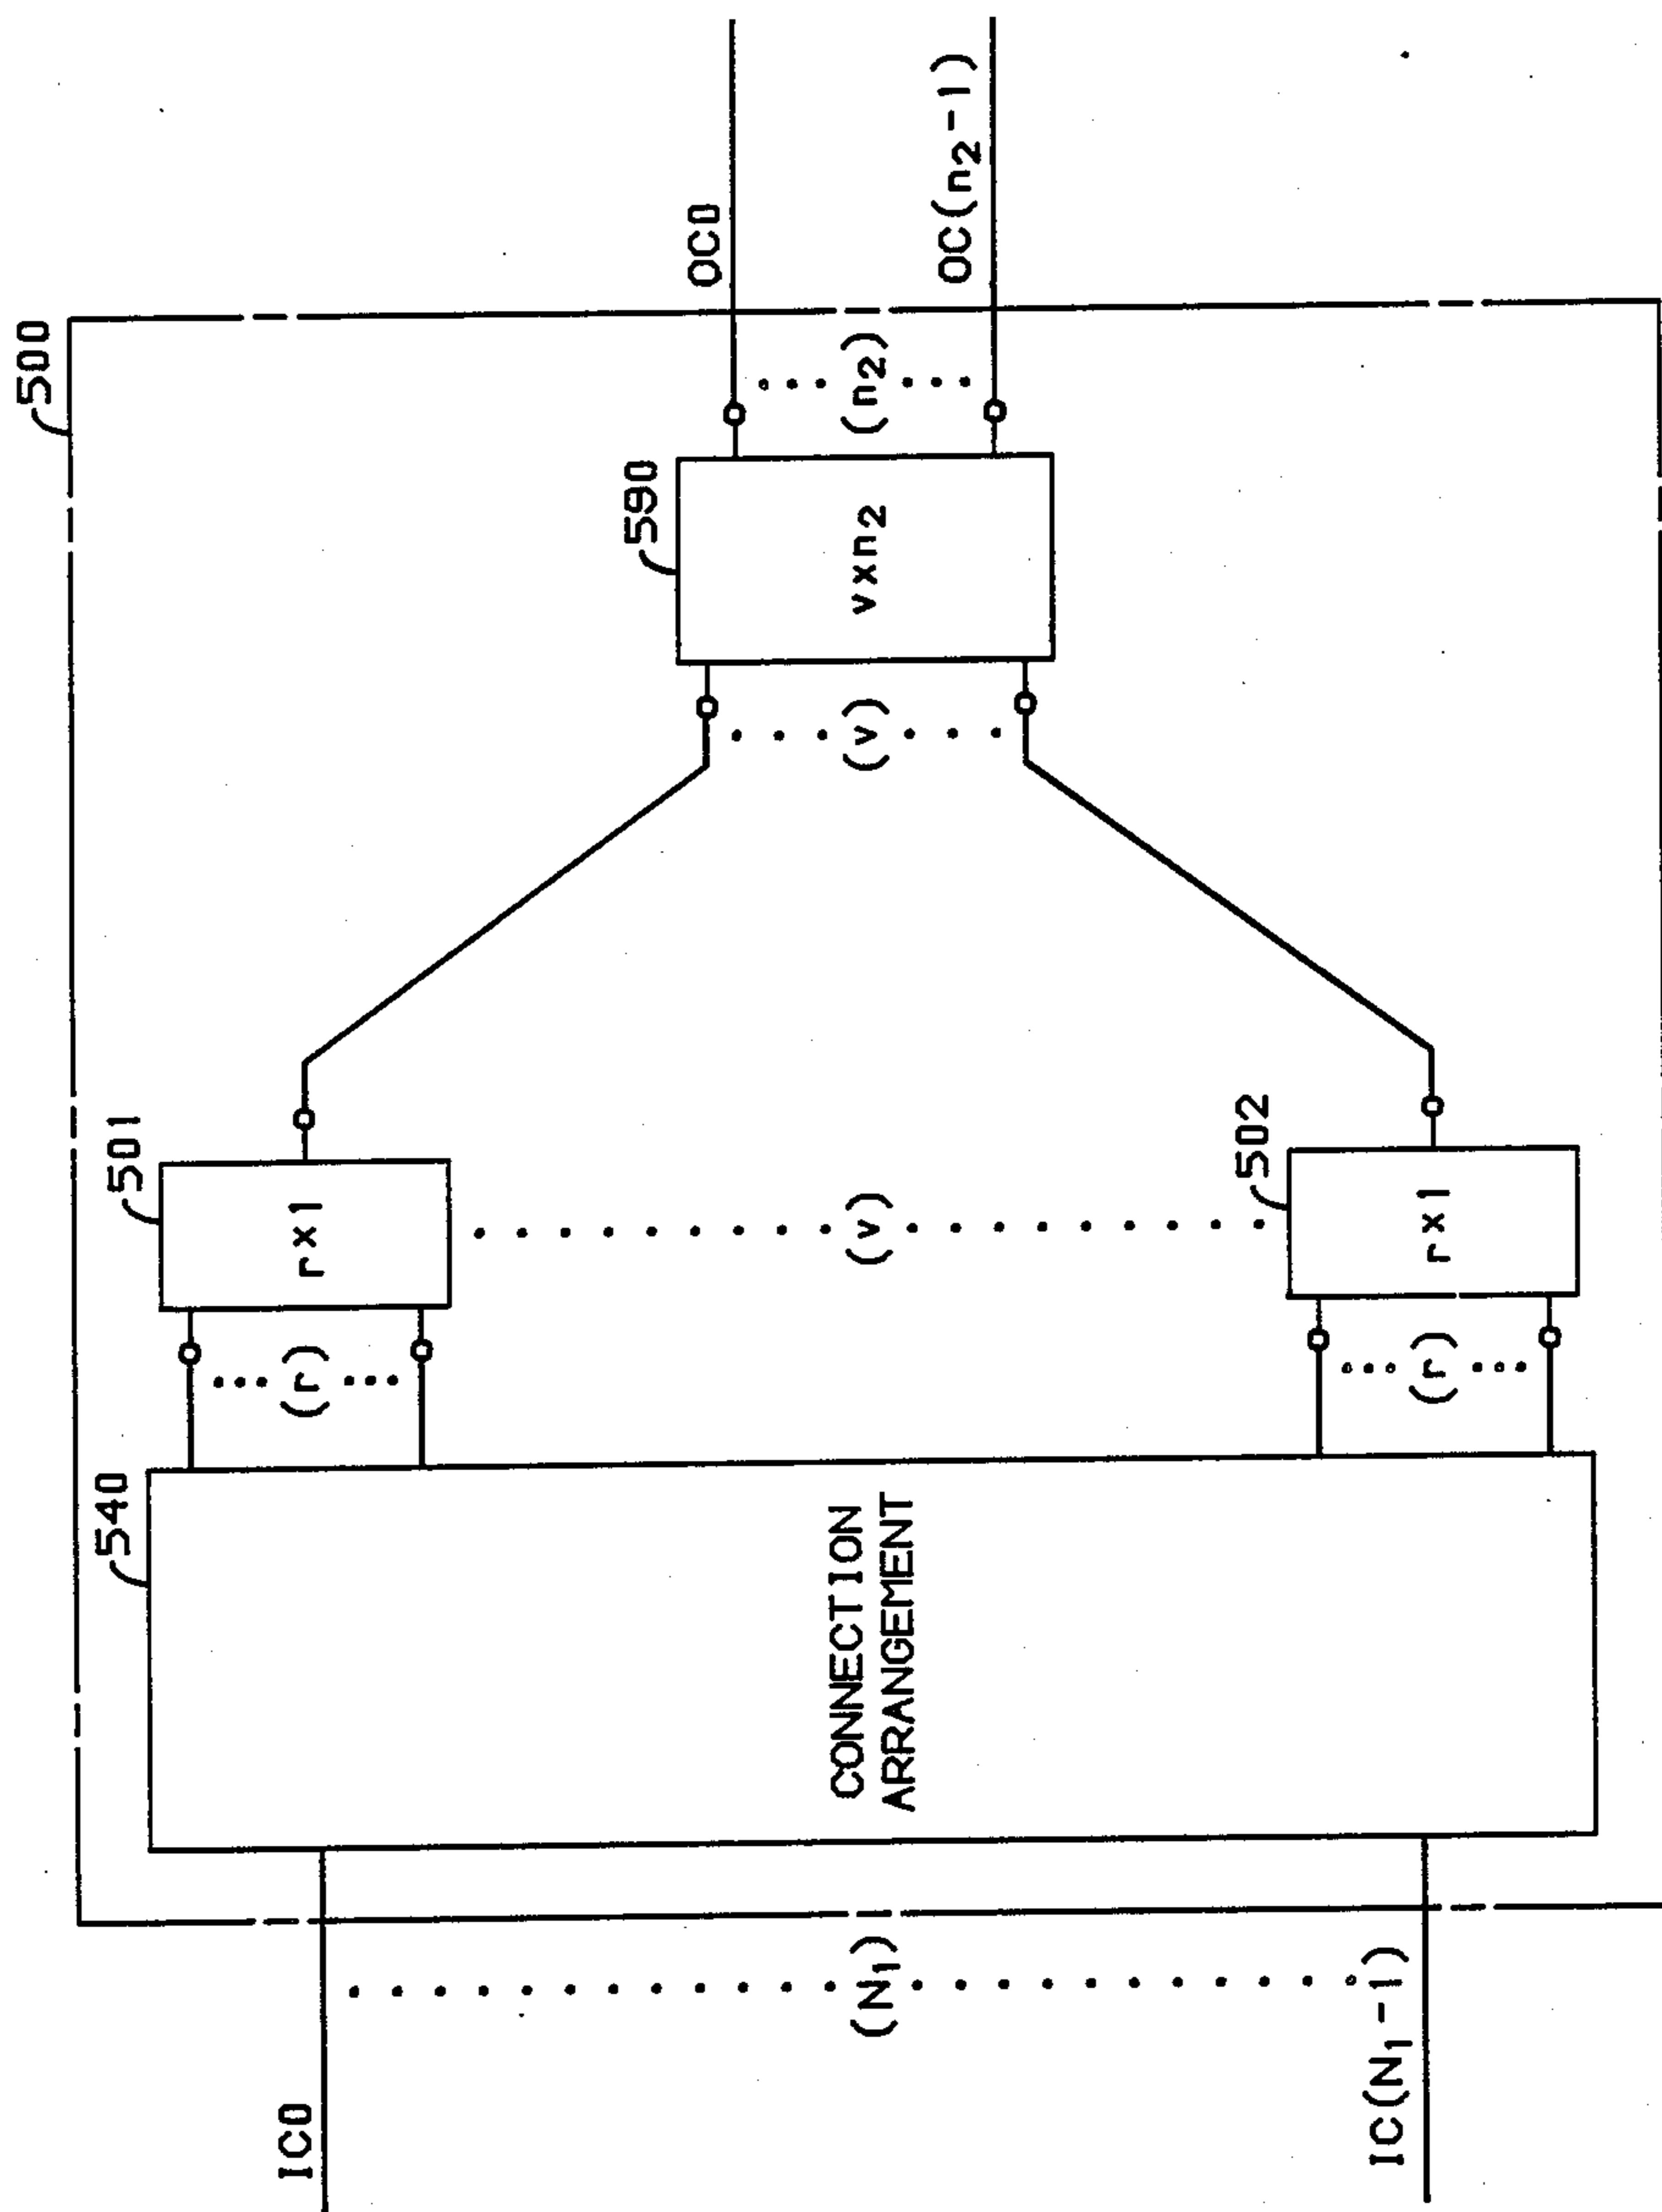 500
540
501
502
590
IC0
(N₁)
IC(N₁-1)
CONNECTION
ARRANGEMENT
(r)
(r)
rx1
(v)
rx1
(v)
vxn₂
(n₂)
OC0
OC(n₂-1)